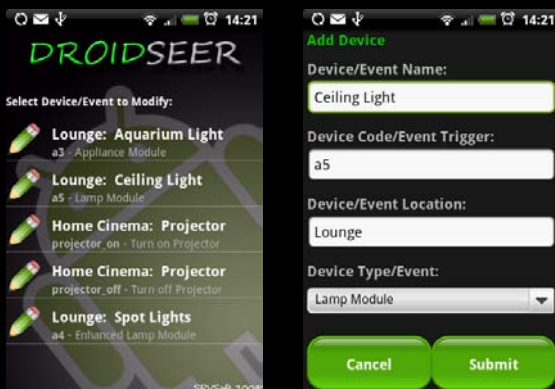 14:21
DROIDSEER
Select Device/Event to Modify:
Lounge: Aquarium Light
a3 - Appliance Module
Lounge: Ceiling Light
a5 - Lamp Module
Home Cinema: Projector
projector_on - Turn on Projector
Home Cinema: Projector
projector_off - Turn off Projector
Lounge: Spot Lights
a4 - Enhanced Lamp Module
14:21
Add Device
Device/Event Name:
Ceiling Light
Device Code/Event Trigger:
a5
Device/Event Location:
Lounge
Device Type/Event:
Lamp Module
Cancel Submit